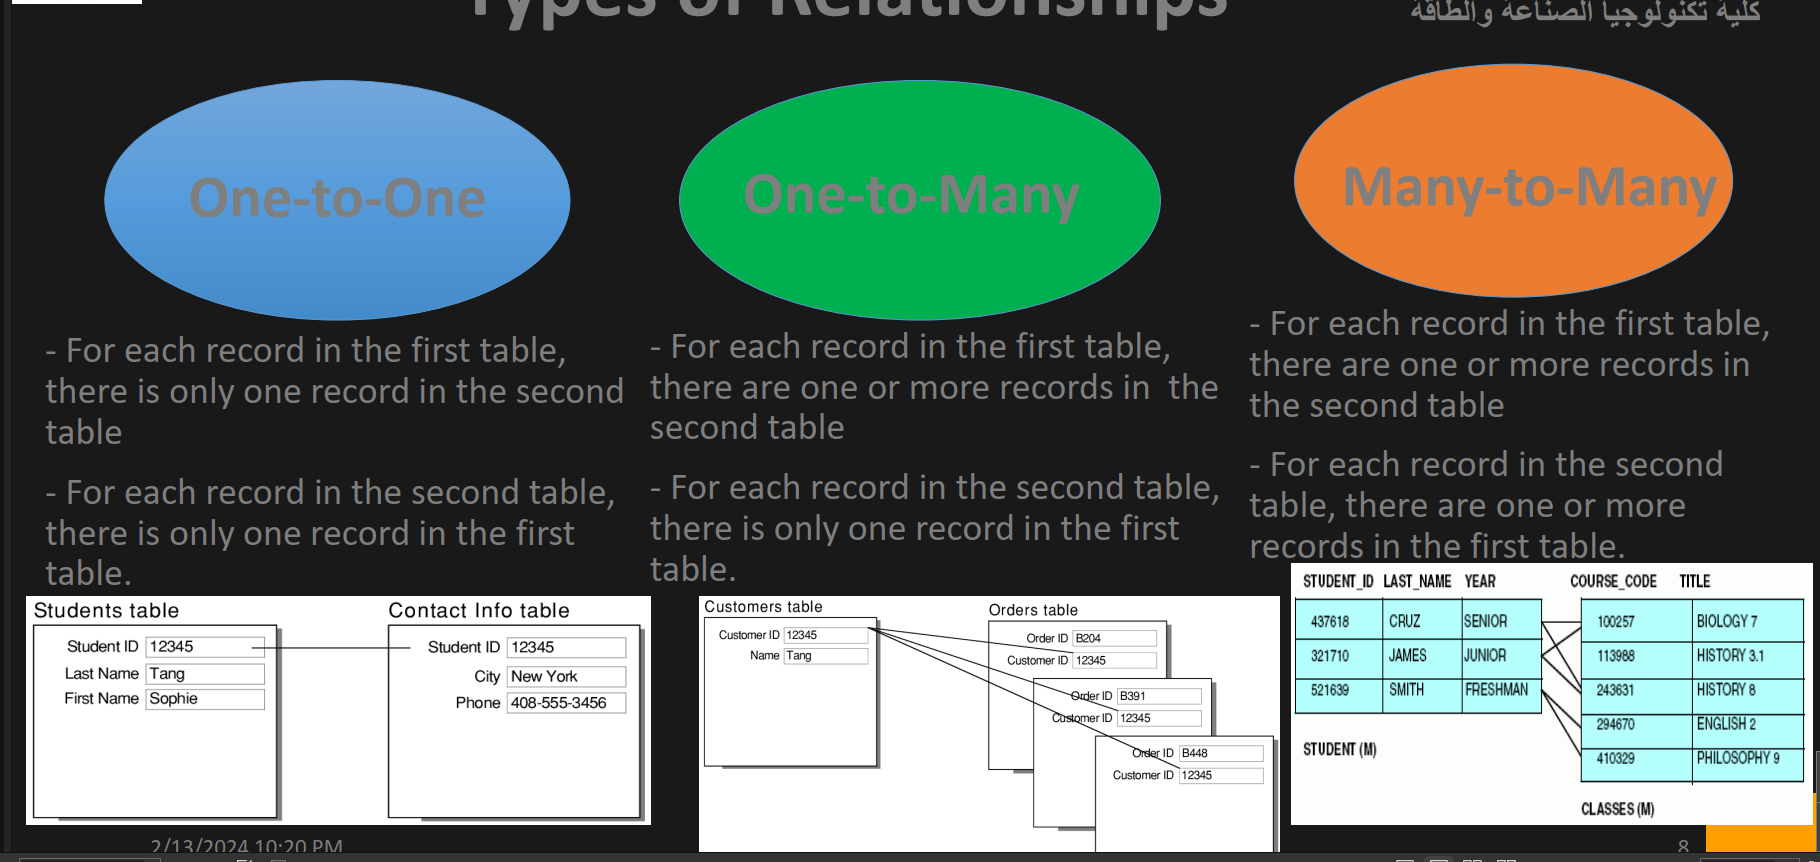 Types of Relationships
كلية تكنولوجيا الصناعة والطاقة
One-to-One
- For each record in the first table,
there is only one record in the second
table
- For each record in the second table,
there is only one record in the first
table.
Students table
Contact Info table
Student ID 12345
Last Name Tang
First Name Sophie
Student ID 12345
City New York
Phone 408-555-3456
One-to-Many
- For each record in the first table,
there are one or more records in  the
second table
- For each record in the second table,
there is only one record in the first
table.
Customers table
Customer ID 12345
Name Tang
Orders table
Order ID B204
Customer ID 12345
Order ID B391
Customer ID 12345
Order ID B448
Customer ID 12345
Many-to-Many
- For each record in the first table,
there are one or more records in
the second table
- For each record in the second
table, there are one or more
records in the first table.
STUDENT_ID LAST_NAME YEAR
437618 CRUZ SENIOR
321710 JAMES JUNIOR
521639 SMITH FRESHMAN
STUDENT (M)
COURSE_CODE TITLE
100257 BIOLOGY 7
113988 HISTORY 3.1
243631 HISTORY 8
294670 ENGLISH 2
410329 PHILOSOPHY 9
CLASSES (M)
2/13/2024 10:20 PM
8